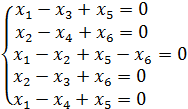 x₁ − x₃ + x₅ = 0
x₂ − x₄ + x₆ = 0
x₁ − x₂ + x₅ − x₆ = 0
x₂ − x₃ + x₆ = 0
x₁ − x₄ + x₅ = 0